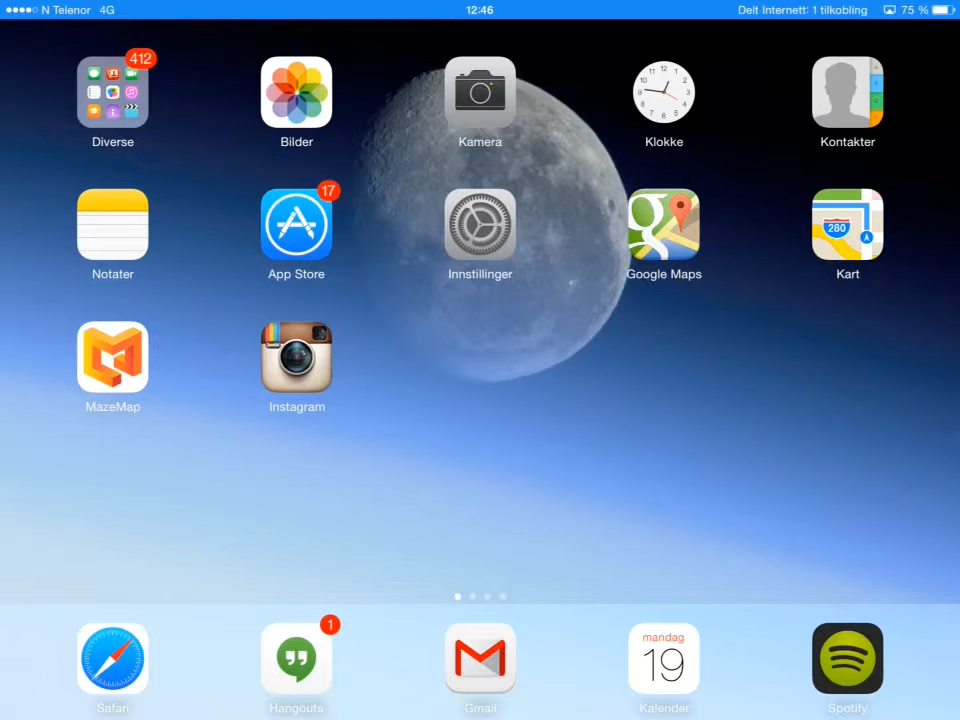 N Telenor 4G 12:46 Delt Internett: 1 tilkobling 75 %
412
Diverse Bilder Kamera Klokke Kontakter
17
280
Notater App Store Innstillinger Google Maps Kart
MazeMap Instagram
1
mandag
19
Safari Hangouts Gmail Kalender Spotify